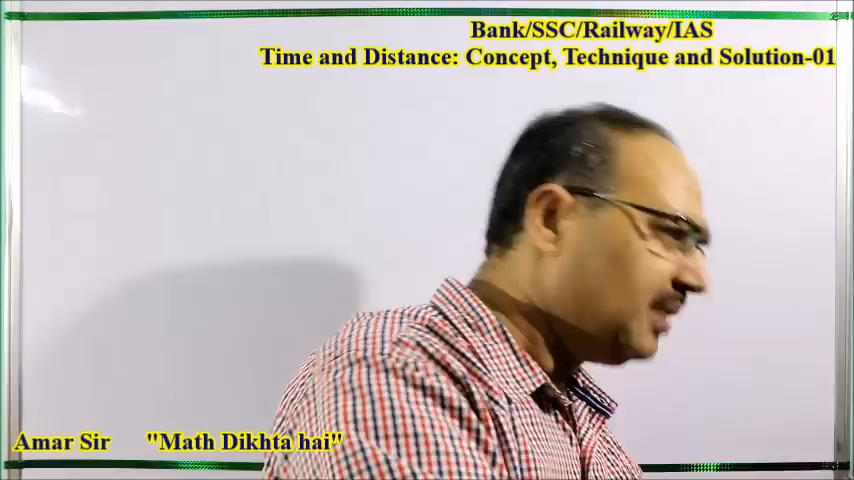 Bank/SSC/Railway/IAS
Time and Distance: Concept, Technique and Solution-01
Amar Sir "Math Dikhta hai"